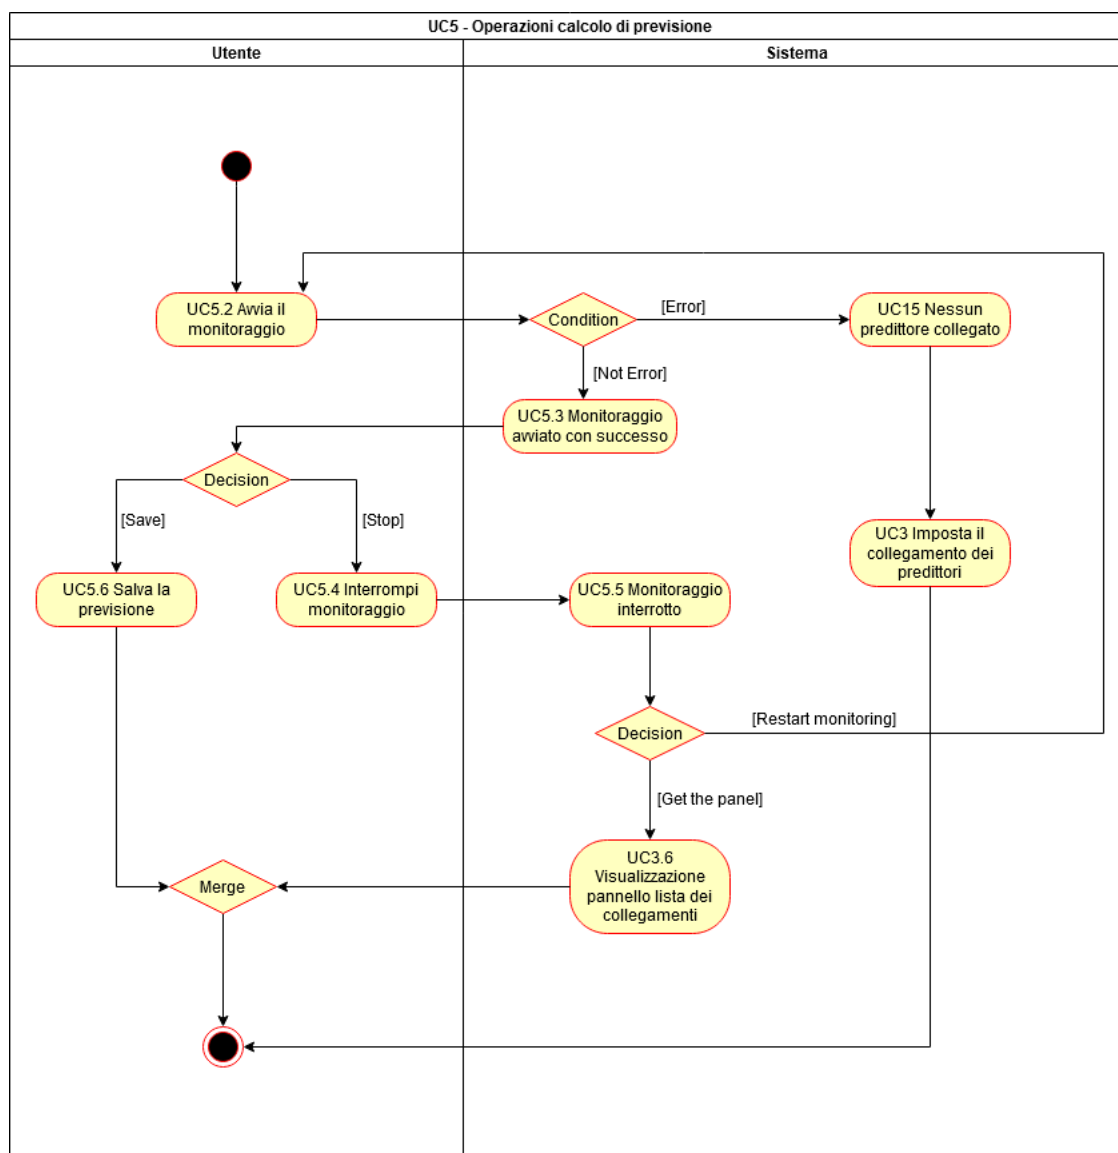 UC5 - Operazioni calcolo di previsione
Utente
Sistema
UC5.2 Avvia il
monitoraggio
Condition
[Error]
UC15 Nessun
predittore collegato
[Not Error]
UC5.3 Monitoraggio
avviato con successo
Decision
[Save]
[Stop]
UC3 Imposta il
collegamento dei
predittori
UC5.6 Salva la
previsione
UC5.4 Interrompi
monitoraggio
UC5.5 Monitoraggio
interrotto
Decision
[Restart monitoring]
[Get the panel]
UC3.6
Visualizzazione
pannello lista dei
collegamenti
Merge